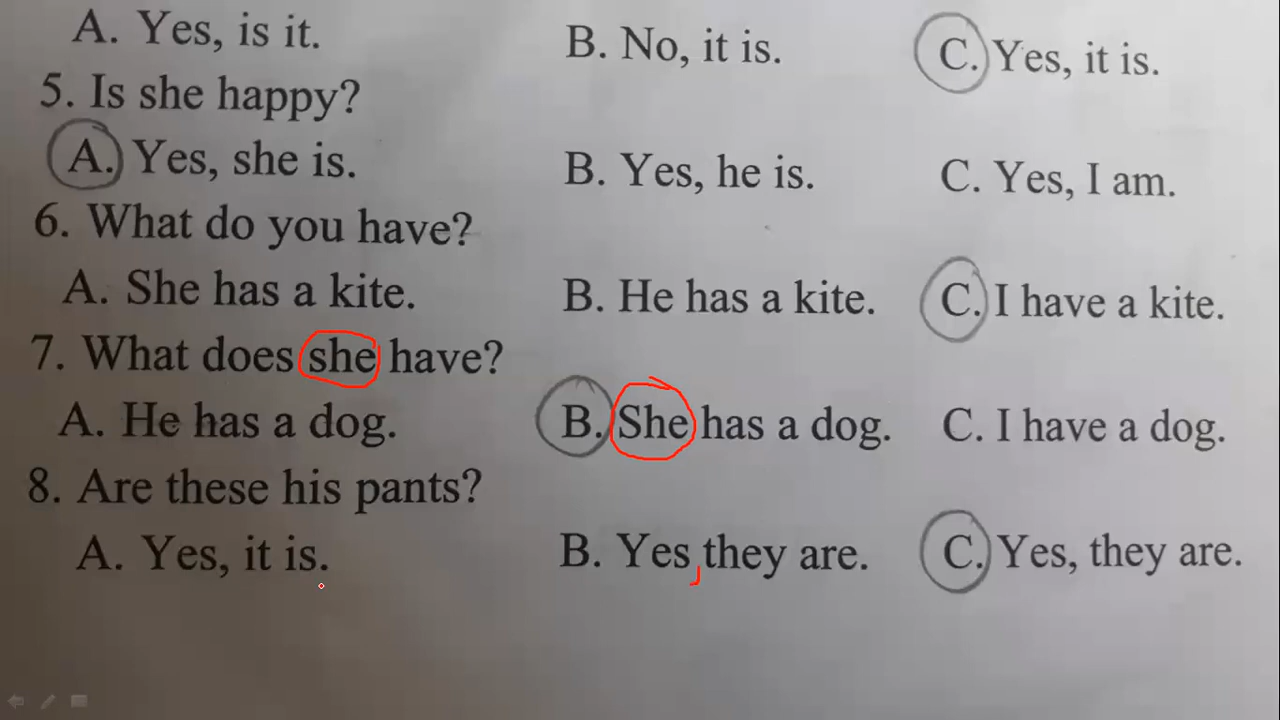 A. Yes, is it. B. No, it is. C. Yes, it is.
5. Is she happy?
A. Yes, she is. B. Yes, he is. C. Yes, I am.
6. What do you have?
A. She has a kite. B. He has a kite. C. I have a kite.
7. What does she have?
A. He has a dog. B. She has a dog. C. I have a dog.
8. Are these his pants?
A. Yes, it is. B. Yes, they are. C. Yes, they are.